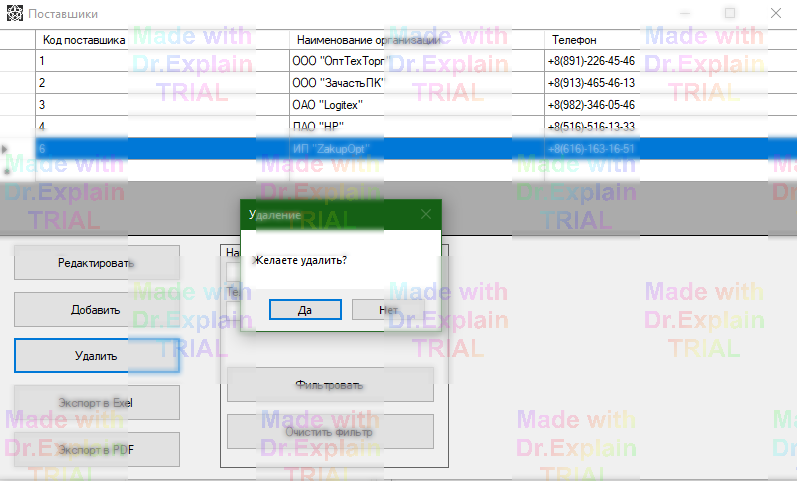 Поставщики
Код поставщика Наименование организации Телефон
1 ООО "ОптТехТорг" +8(891)-226-45-46
2 ООО "ЗачастьПК" +8(913)-465-46-13
3 ОАО "Logitex" +8(982)-346-05-46
4 ПАО "HP" +8(516)-516-13-33
6 ИП "ZakupOpt" +8(616)-163-16-51
Удаление
Желаете удалить?
Да Нет
Редактировать
Добавить
Удалить
Экспорт в Exel
Экспорт в PDF
На
Те
Фильтровать
Очистить фильтр
Made with
Dr.Explain
TRIAL
Made with
Dr.Explain
TRIAL
Made with
Dr.Explain
TRIAL
Made with
Dr.Explain
TRIAL
Made with
Dr.Explain
TRIAL
Made with
Dr.Explain
TRIAL
Made with
Dr.Explain
TRIAL
Made with
Dr.Explain
TRIAL
Made with
Dr.Explain
TRIAL
Made with
Dr.Explain
TRIAL
Made with
Dr.Explain
TRIAL
Made with
Dr.Explain
TRIAL